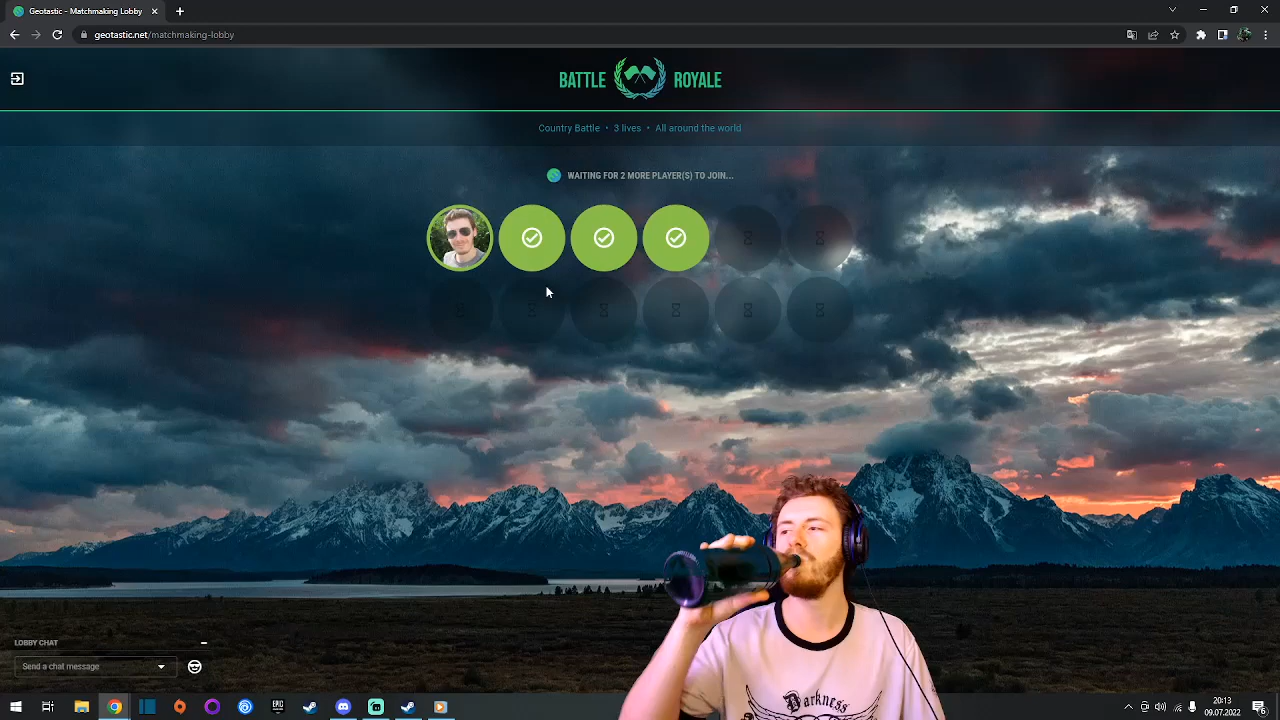 Geotastic - Matchmaking Lobby
geotastic.net/matchmaking-lobby
BATTLE ROYALE
Country Battle • 3 lives • All around the world
WAITING FOR 2 MORE PLAYER(S) TO JOIN...
LOBBY CHAT
Send a chat message
Darkness
EPIC
20:13
09.07.2022